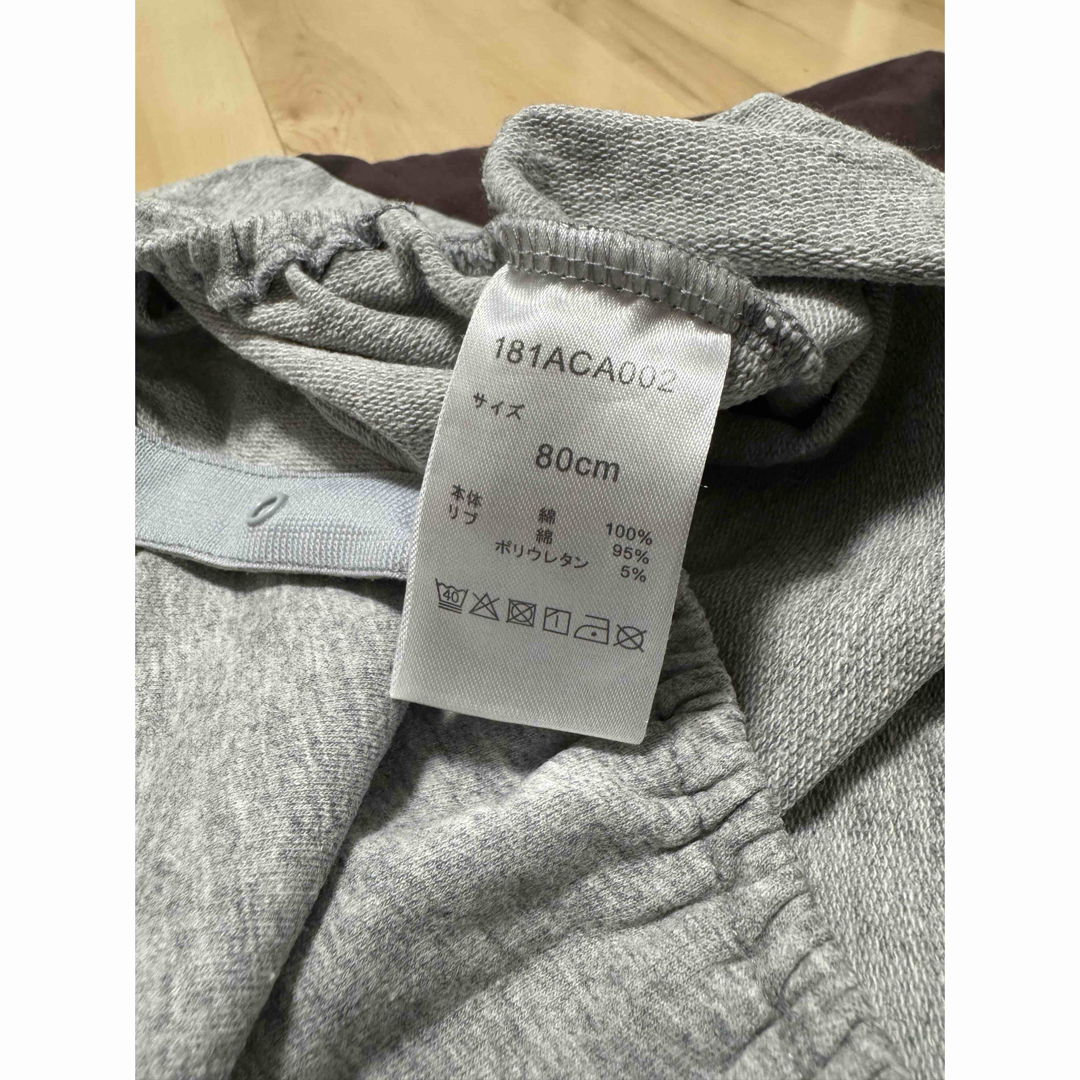 181ACA002
サイズ
80cm
本体 綿 100%
リブ 綿 95%
ポリウレタン 5%
40
1